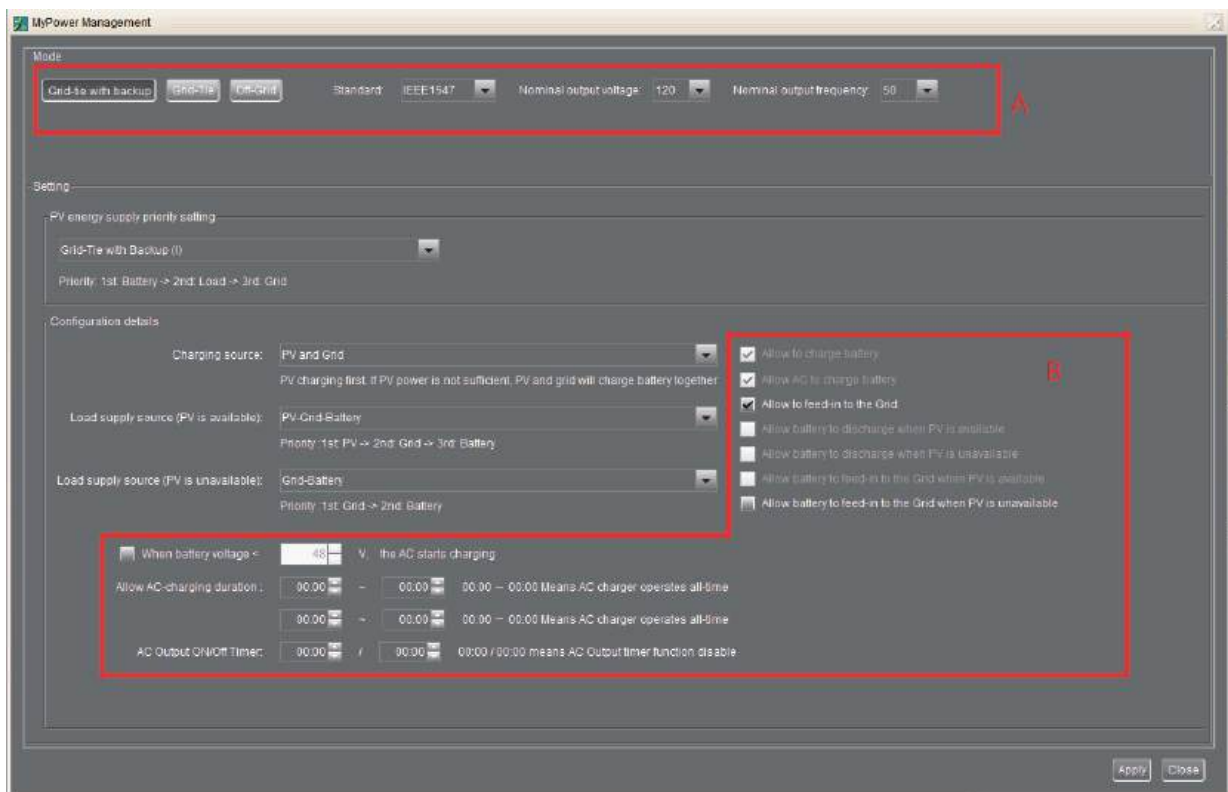 MyPower Management
Mode
Grid-tie with backup Grid-Tie Off-Grid Standard: IEEE1547 Nominal output voltage: 120 Nominal output frequency: 50
A
Setting
PV energy supply priority setting
Grid-Tie with Backup (I)
Priority: 1st: Battery -> 2nd: Load -> 3rd: Grid
Configuration details
Charging source: PV and Grid
PV charging first. If PV power is not sufficient, PV and grid will charge battery together
Load supply source (PV is available): PV-Grid-Battery
Priority :1st: PV -> 2nd: Grid -> 3rd: Battery
Load supply source (PV is unavailable): Grid-Battery
Priority :1st: Grid -> 2nd: Battery
Allow to charge battery
B
Allow AC to charge battery
Allow to feed-in to the Grid
Allow battery to discharge when PV is available
Allow battery to discharge when PV is unavailable
Allow battery to feed-in to the Grid when PV is available
Allow battery to feed-in to the Grid when PV is unavailable
When battery voltage < 48 V, the AC starts charging
Allow AC-charging duration : 00:00 ~ 00:00 00:00 -- 00:00 Means AC charger operates all-time
00:00 ~ 00:00 00:00 -- 00:00 Means AC charger operates all-time
AC Output ON/Off Timer: 00:00 / 00:00 00:00 / 00:00 means AC Output timer function disable
Apply Close